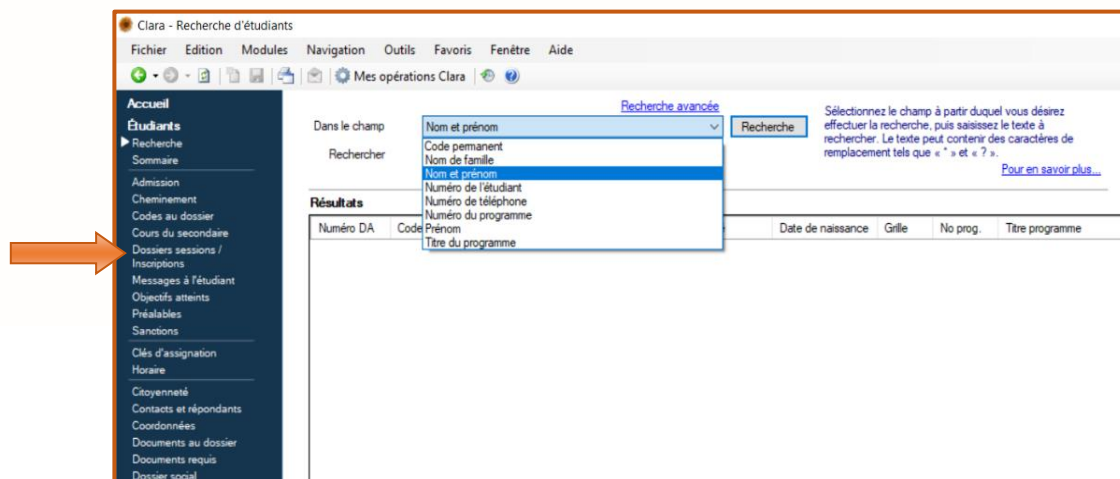 Clara - Recherche d'étudiants
Fichier Edition Modules Navigation Outils Favoris Fenêtre Aide
Mes opérations Clara
Accueil
Étudiants
Recherche
Sommaire
Admission
Cheminement
Codes au dossier
Cours du secondaire
Dossiers sessions /
Inscriptions
Messages à l'étudiant
Objectifs atteints
Préalables
Sanctions
Clés d'assignation
Horaire
Citoyenneté
Contacts et répondants
Coordonnées
Documents au dossier
Documents requis
Dossier social
Recherche avancée
Dans le champ Nom et prénom Recherche
Rechercher
Code permanent
Nom de famille
Nom et prénom
Numéro de l'étudiant
Numéro de téléphone
Numéro du programme
Prénom
Titre du programme
Sélectionnez le champ à partir duquel vous désirez
effectuer la recherche, puis saisissez le texte à
rechercher. Le texte peut contenir des caractères de
remplacement tels que « * » et « ? ».
Pour en savoir plus...
Résultats
Numéro DA Code Date de naissance Grille No prog. Titre programme